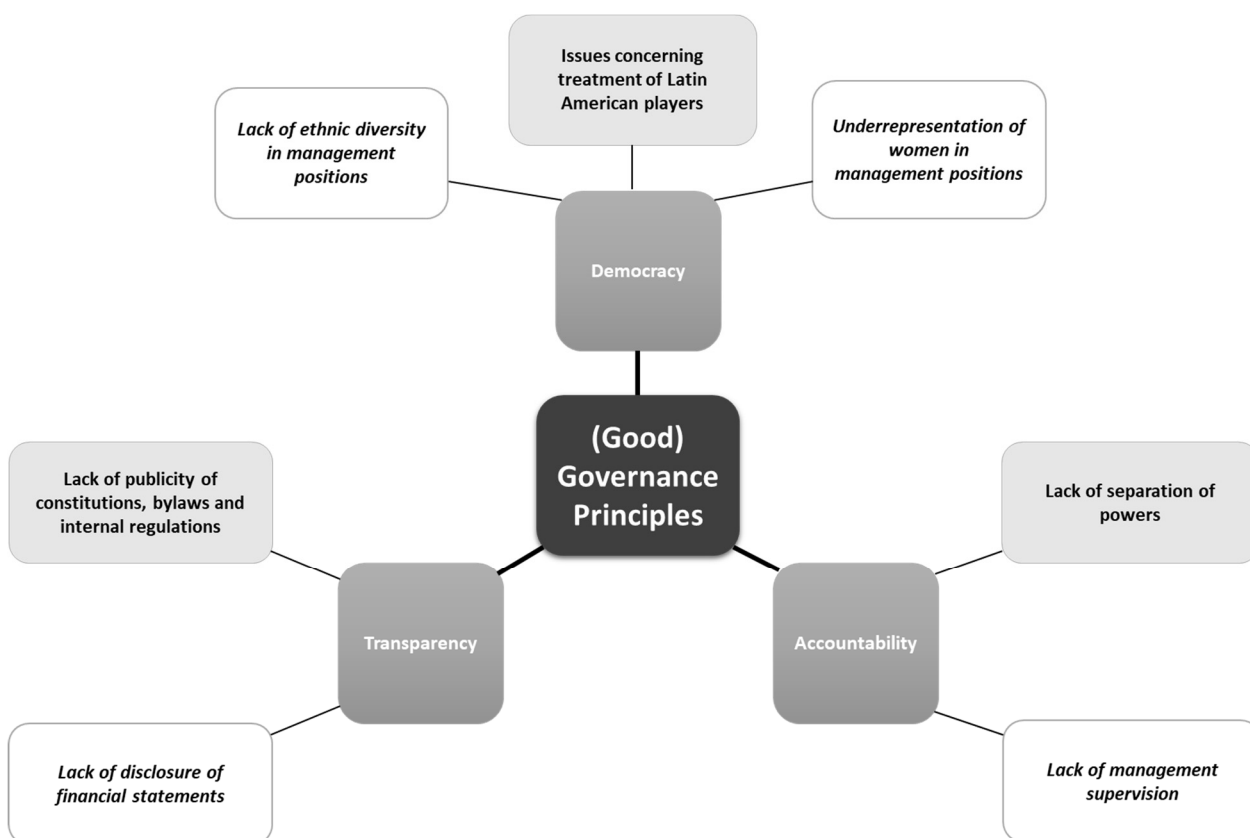 Issues concerning
treatment of Latin
American players
Lack of ethnic diversity
in management
positions
Underrepresentation of
women in
management positions
Democracy
(Good)
Governance
Principles
Lack of publicity of
constitutions, bylaws and
internal regulations
Lack of separation of
powers
Transparency
Accountability
Lack of disclosure of
financial statements
Lack of management
supervision